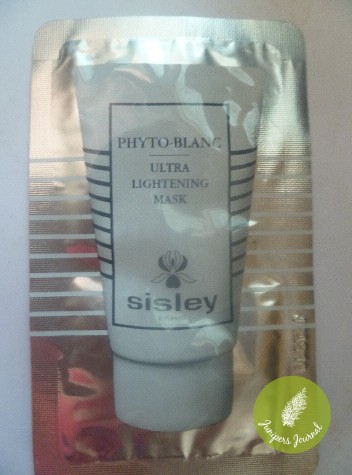 PHYTO-BLANC
ULTRA
LIGHTENING
MASK
sisley
Junipers Journal